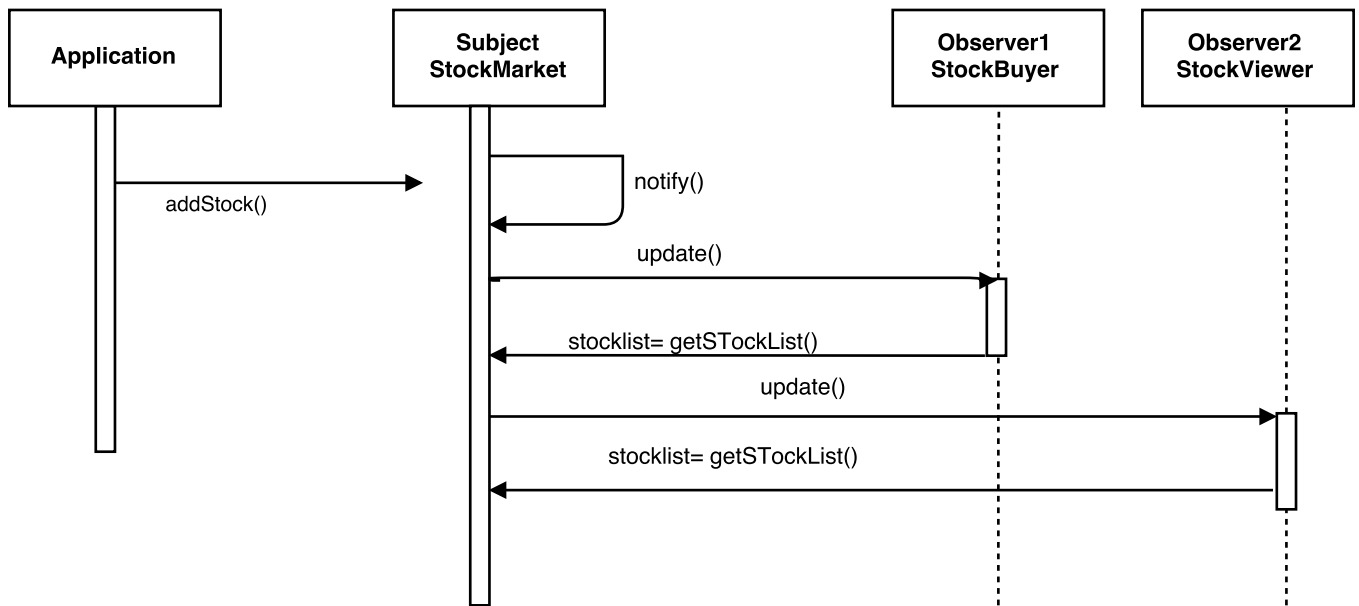 Application
Subject
StockMarket
Observer1
StockBuyer
Observer2
StockViewer
notify()
addStock()
update()
stocklist= getSTockList()
update()
stocklist= getSTockList()